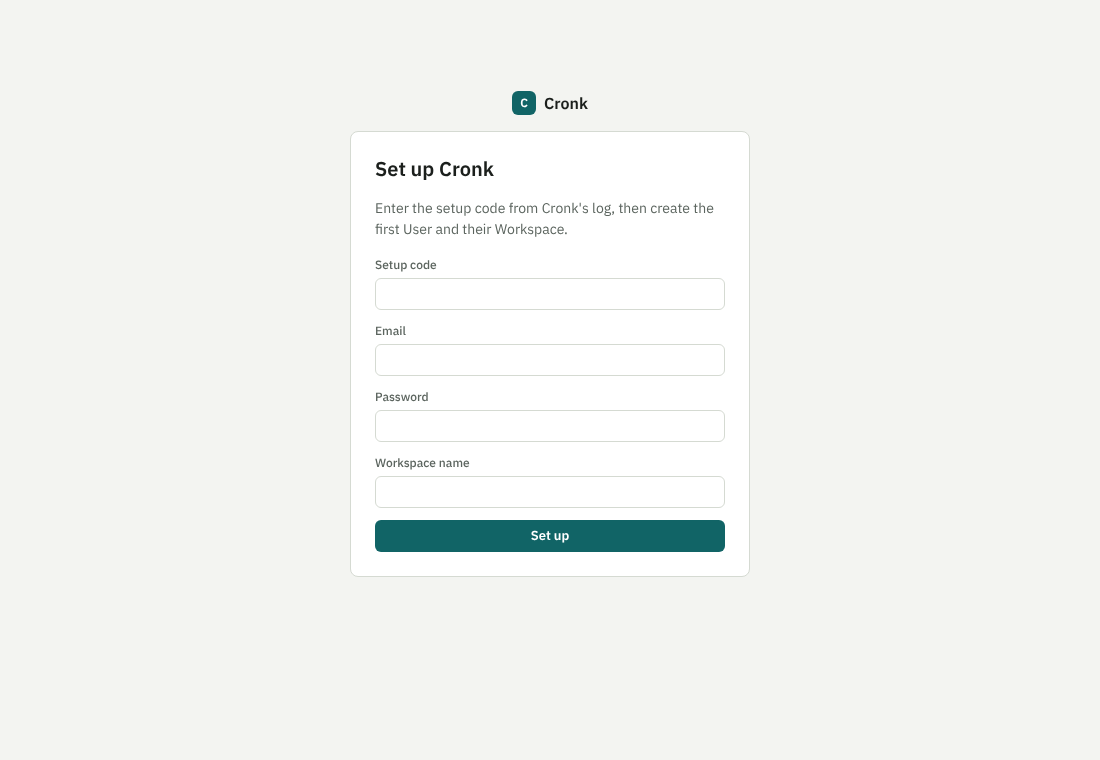 C Cronk
Set up Cronk
Enter the setup code from Cronk's log, then create the
first User and their Workspace.
Setup code
Email
Password
Workspace name
Set up